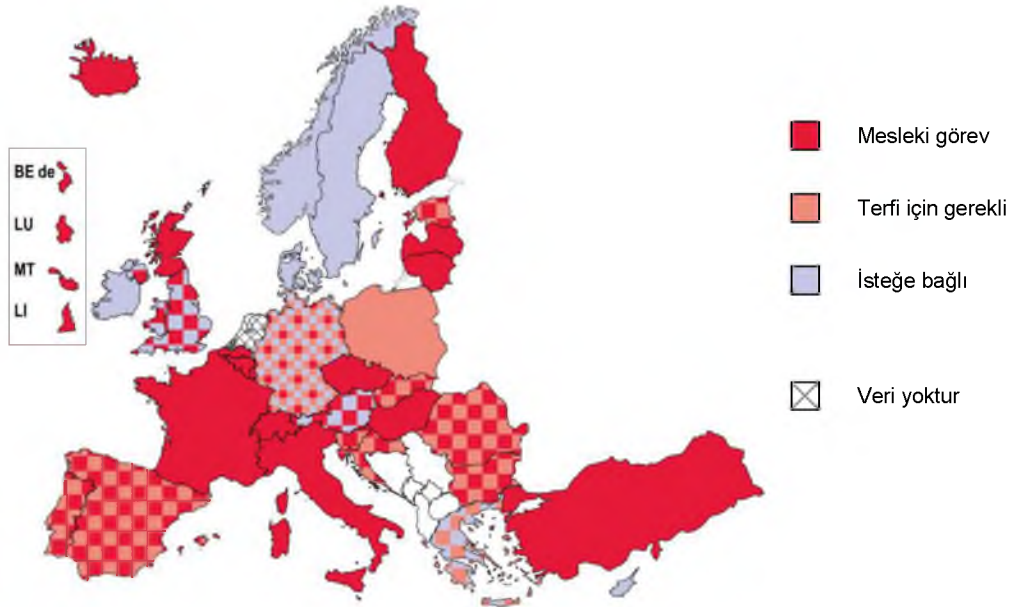 BE de
LU
MT
LI
Mesleki görev
Terfi için gerekli
İsteğe bağlı
Veri yoktur